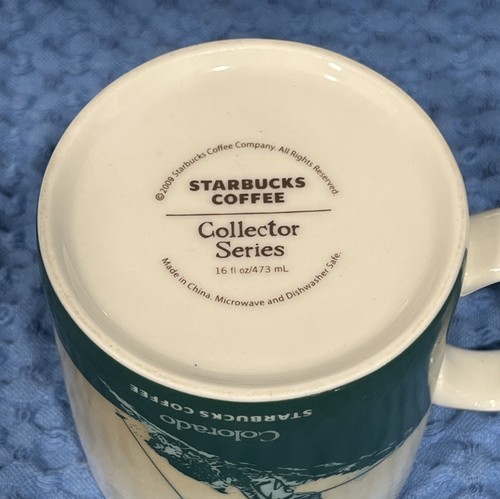 ©2009 Starbucks Coffee Company. All Rights Reserved.
STARBUCKS
COFFEE
Collector
Series
16 fl oz/473 mL
Made in China. Microwave and Dishwasher Safe.
STARBUCKS COFFEE
Colorado